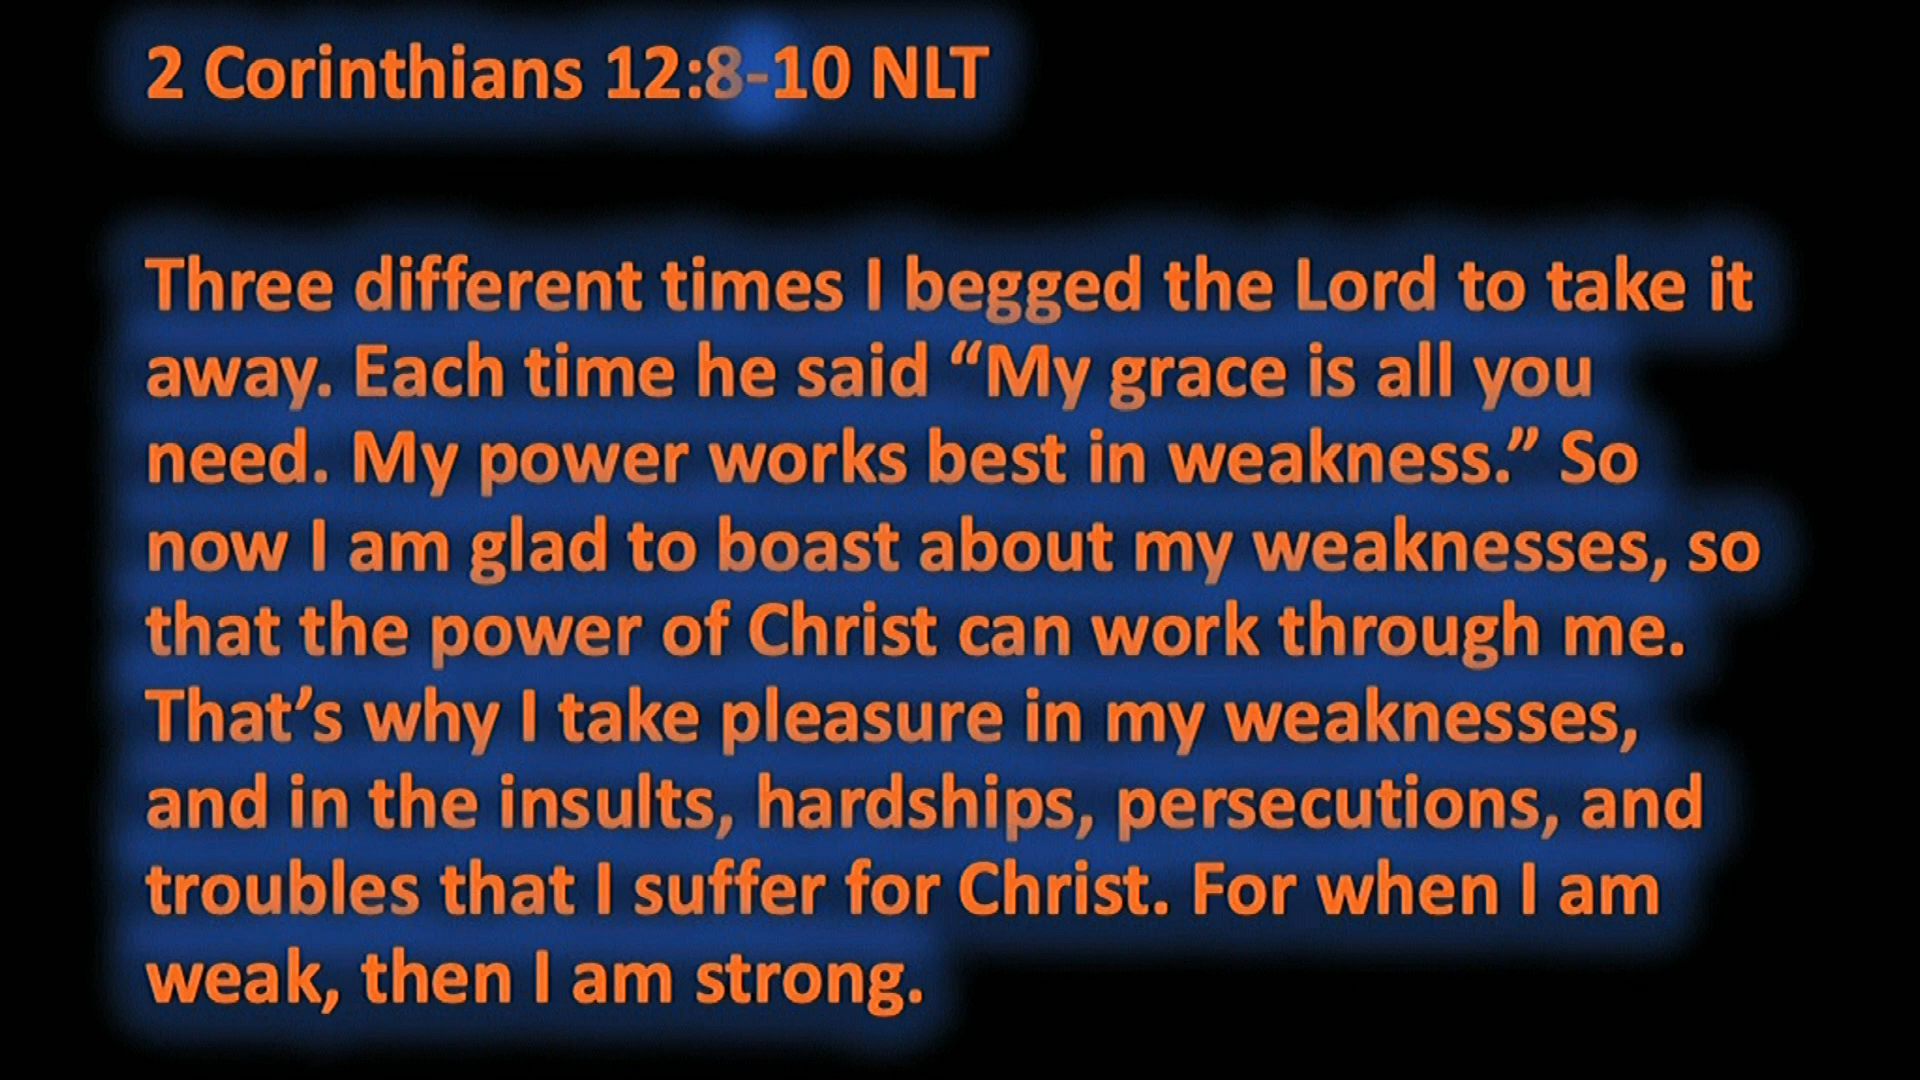 2 Corinthians 12:8-10 NLT
Three different times I begged the Lord to take it
away. Each time he said “My grace is all you
need. My power works best in weakness.” So
now I am glad to boast about my weaknesses, so
that the power of Christ can work through me.
That’s why I take pleasure in my weaknesses,
and in the insults, hardships, persecutions, and
troubles that I suffer for Christ. For when I am
weak, then I am strong.